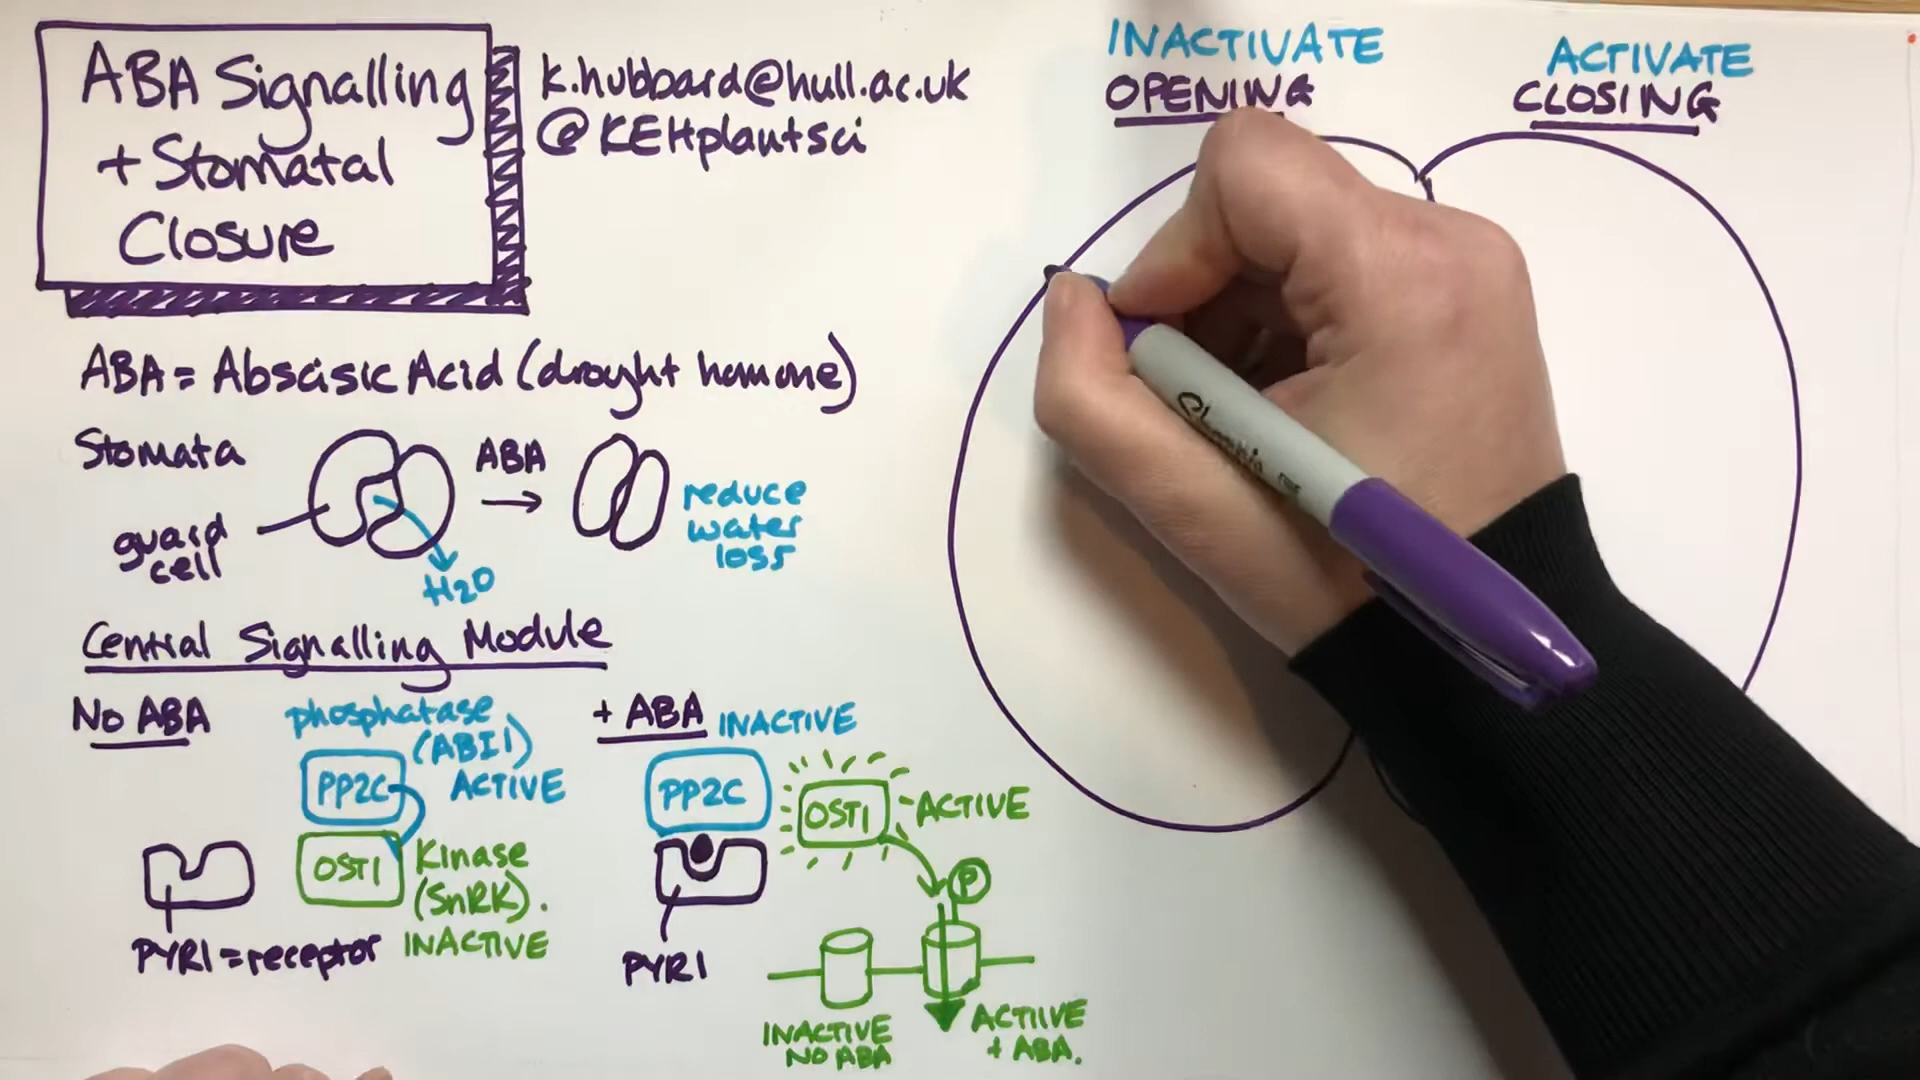 ABA Signalling
+ Stomatal
Closure
K.hubbard@hull.ac.uk
@KEHplantsci
ABA = Abscisic Acid (drought hormone)
Stomata
guard
cell
H2O
ABA
reduce
water
loss
Central Signalling Module
No ABA
phosphatase
(ABI1)
PP2C
ACTIVE
OST1
Kinase
(SnRK).
INACTIVE
PYR1 = receptor
+ ABA
INACTIVE
PP2C
OST1
ACTIVE
P
PYR1
INACTIVE
NO ABA
ACTIIVE
+ ABA.
INACTIVATE
OPENING
ACTIVATE
CLOSING
Sharpie